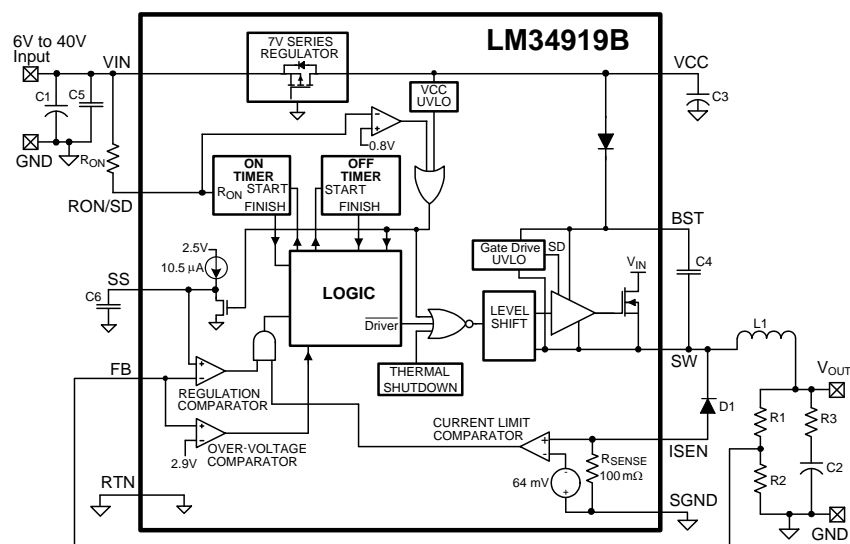 LM34919B
6V to 40V
Input
VIN
C1
C5
GND
RON
RON/SD
7V SERIES
REGULATOR
VCC
UVLO
VCC
C3
0.8V
ON
TIMER
RON
START
FINISH
OFF
TIMER
START
FINISH
2.5V
10.5 μA
SS
C6
LOGIC
Driver
Gate Drive
UVLO
SD
VIN
BST
C4
LEVEL
SHIFT
L1
SW
THERMAL
SHUTDOWN
FB
REGULATION
COMPARATOR
OVER-VOLTAGE
COMPARATOR
2.9V
CURRENT LIMIT
COMPARATOR
D1
ISEN
RSENSE
100 mΩ
64 mV
SGND
RTN
VOUT
R1
R3
R2
C2
GND